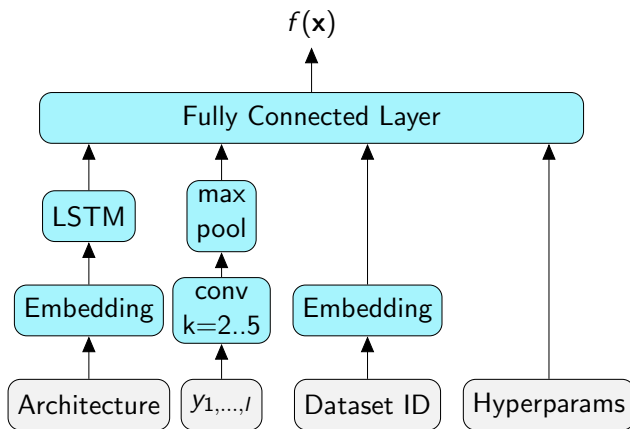 f(x)
Fully Connected Layer
LSTM
max
pool
Embedding
conv
k=2..5
Embedding
Architecture
y1,...,l
Dataset ID
Hyperparams